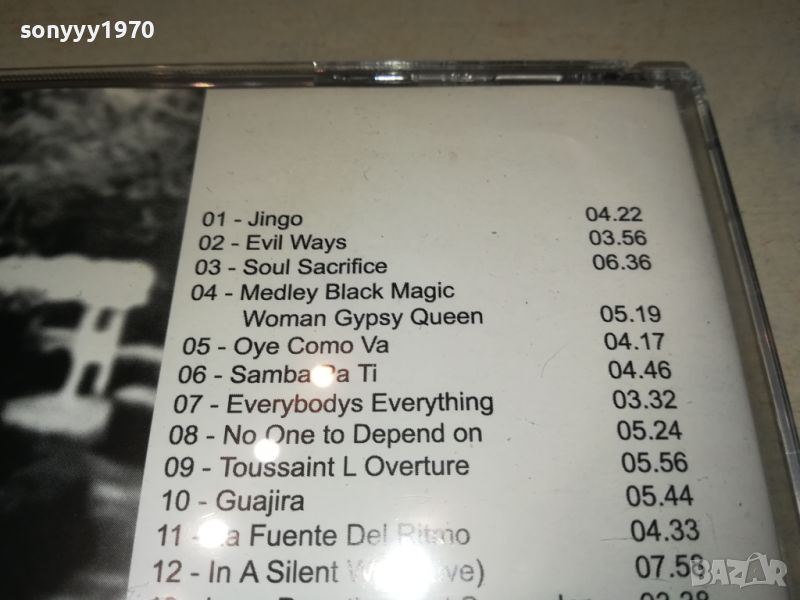 sonyyy1970
01 - Jingo 04.22
02 - Evil Ways 03.56
03 - Soul Sacrifice 06.36
04 - Medley Black Magic
Woman Gypsy Queen 05.19
05 - Oye Como Va 04.17
06 - Samba Pa Ti 04.46
07 - Everybodys Everything 03.32
08 - No One to Depend on 05.24
09 - Toussaint L Overture 05.56
10 - Guajira 05.44
11 - La Fuente Del Ritmo 04.33
12 - In A Silent
BAZAR